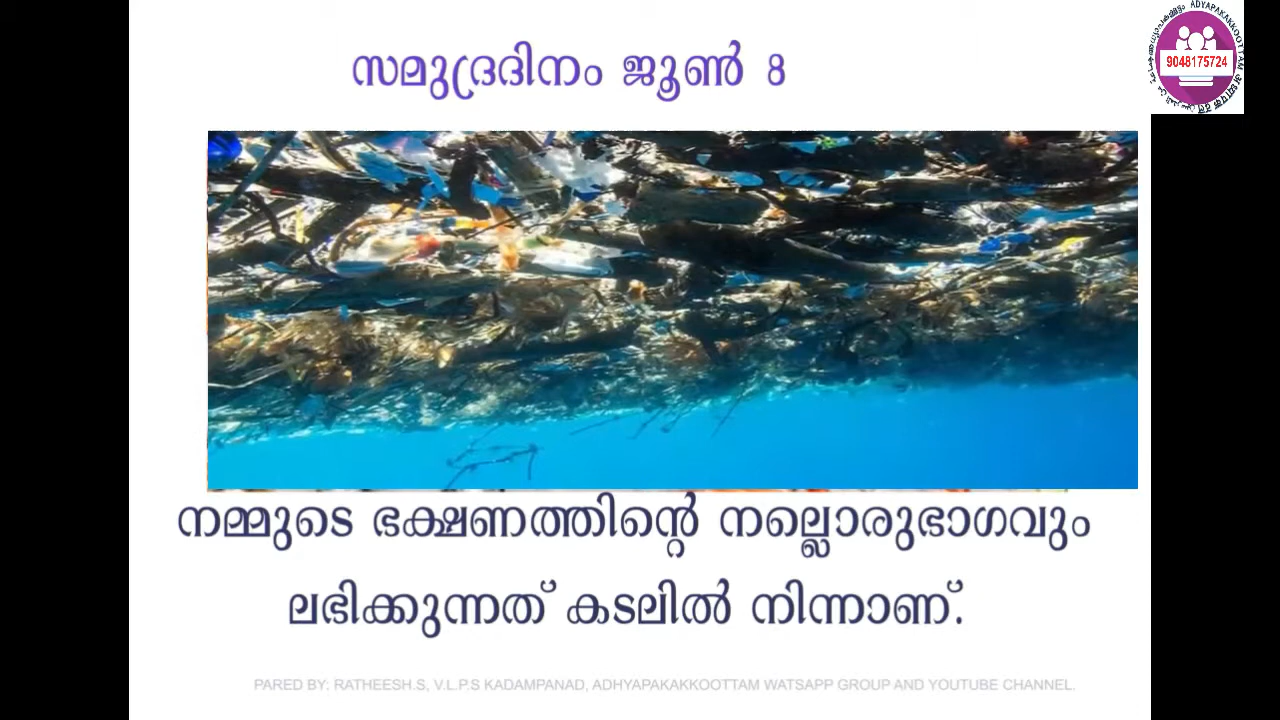 സമുദ്രദിനം ജൂൺ 8
ADYAPAKAKKOOTTAM
9048175724
നമ്മുടെ ഭക്ഷണത്തിന്റെ നല്ലൊരുഭാഗവും
ലഭിക്കുന്നത് കടലിൽ നിന്നാണ്.
PARED BY: RATHEESH.S, V.L.P.S KADAMPANAD, ADHYAPAKAKKOOTTAM WATSAPP GROUP AND YOUTUBE CHANNEL.